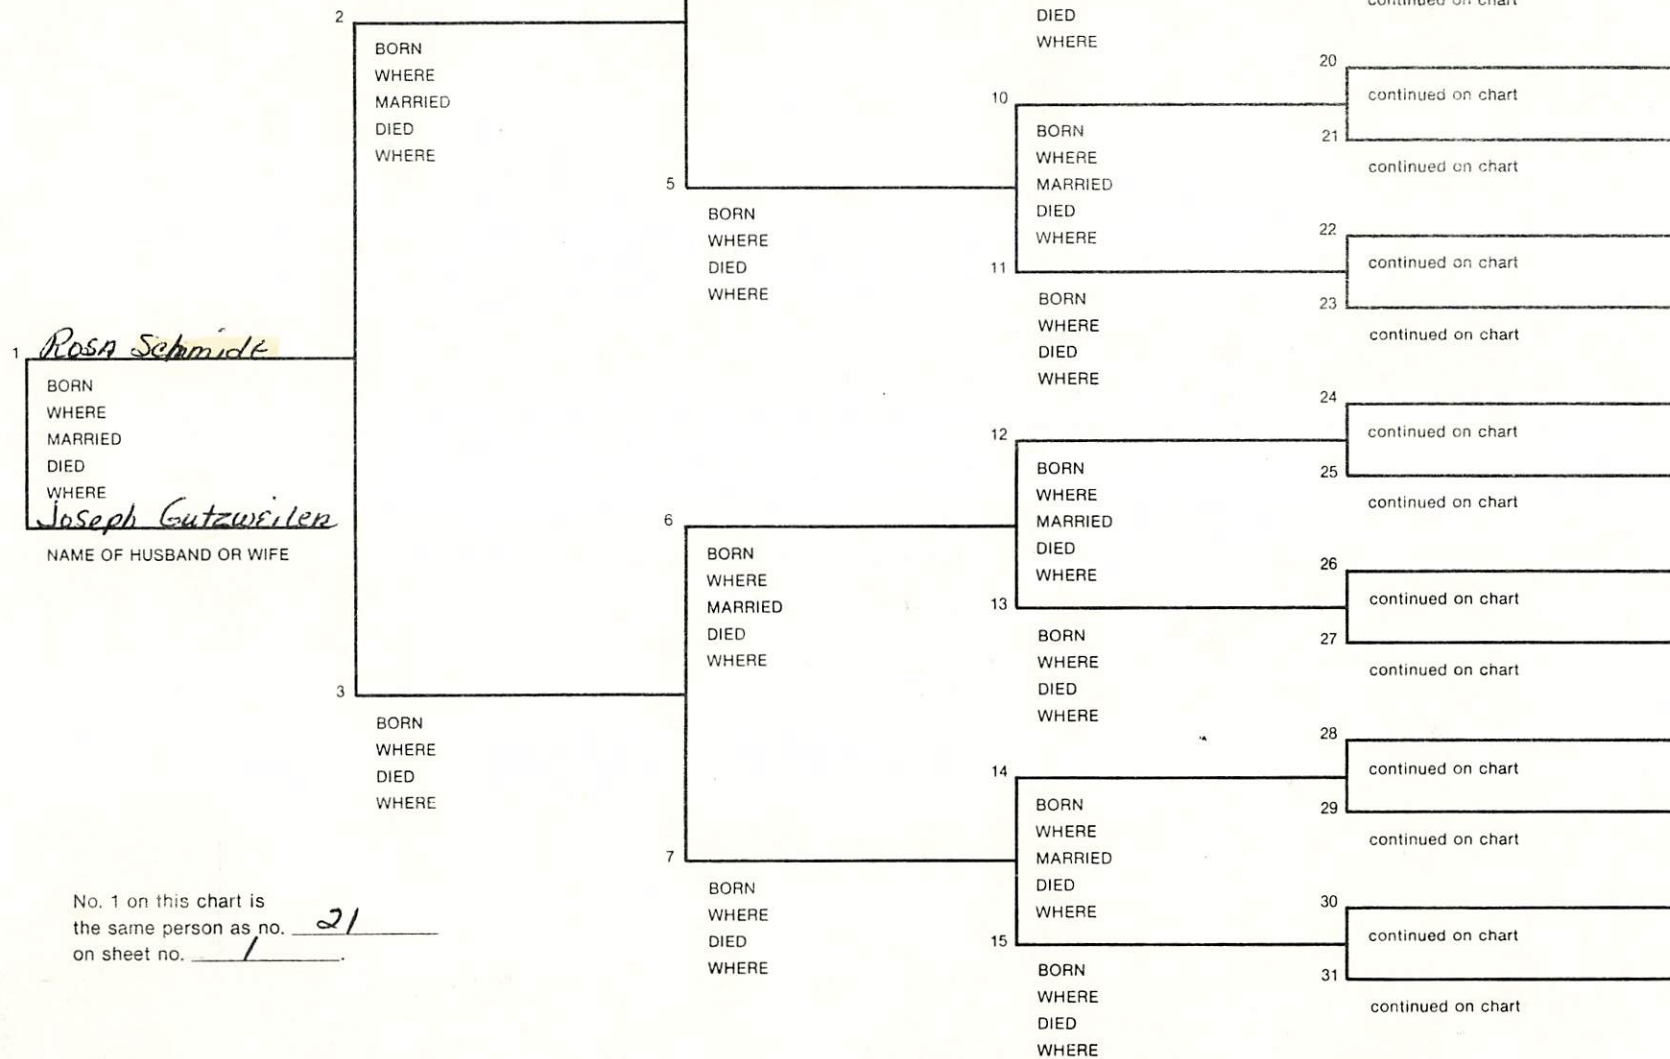 2
BORN
WHERE
MARRIED
DIED
WHERE
1 Rosa Schmidt
BORN
WHERE
MARRIED
DIED
WHERE
Joseph Gutzweiler
NAME OF HUSBAND OR WIFE
3
BORN
WHERE
DIED
WHERE
No. 1 on this chart is
the same person as no. 21
on sheet no. 1.
5
BORN
WHERE
DIED
WHERE
6
BORN
WHERE
MARRIED
DIED
WHERE
7
BORN
WHERE
DIED
WHERE
DIED
WHERE
10
BORN
WHERE
MARRIED
DIED
WHERE
11
BORN
WHERE
DIED
WHERE
12
BORN
WHERE
MARRIED
DIED
WHERE
13
BORN
WHERE
DIED
WHERE
14
BORN
WHERE
MARRIED
DIED
WHERE
15
BORN
WHERE
DIED
WHERE
continued on chart
20
continued on chart
21
continued on chart
22
continued on chart
23
continued on chart
24
continued on chart
25
continued on chart
26
continued on chart
27
continued on chart
28
continued on chart
29
continued on chart
30
continued on chart
31
continued on chart